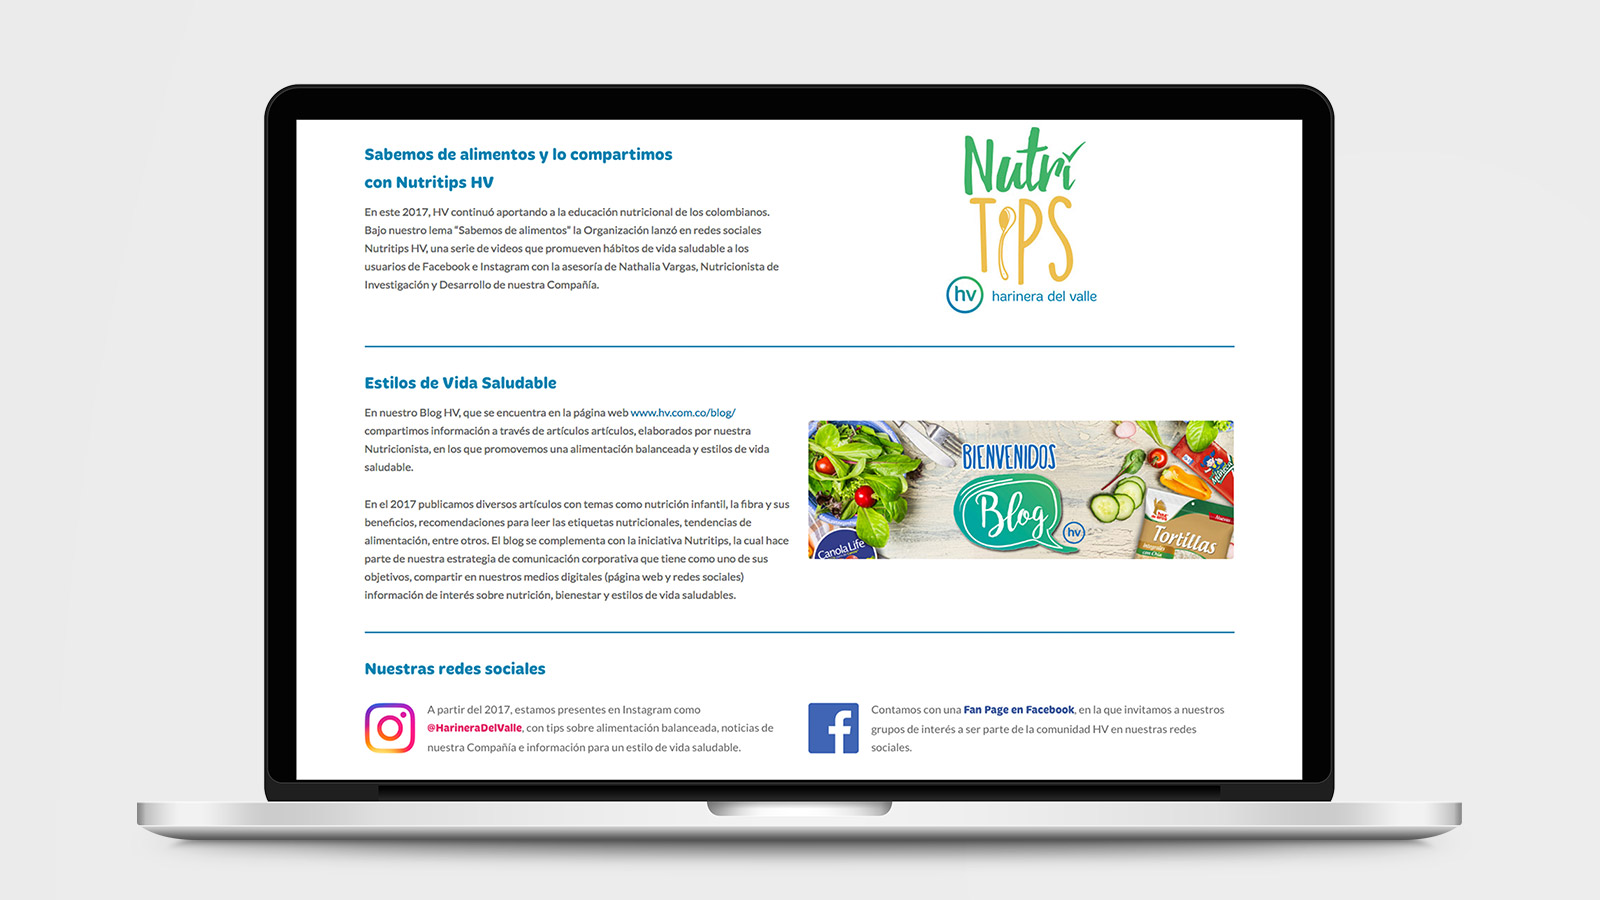 Sabemos de alimentos y lo compartimos
con Nutritips HV
En este 2017, HV continuó aportando a la educación nutricional de los colombianos.
Bajo nuestro lema “Sabemos de alimentos” la Organización lanzó en redes sociales
Nutritips HV, una serie de videos que promueven hábitos de vida saludable a los
usuarios de Facebook e Instagram con la asesoría de Nathalia Vargas, Nutricionista de
Investigación y Desarrollo de nuestra Compañía.
Nutri
TIPS
hv harinera del valle
Estilos de Vida Saludable
En nuestro Blog HV, que se encuentra en la página web www.hv.com.co/blog/
compartimos información a través de artículos artículos, elaborados por nuestra
Nutricionista, en los que promovemos una alimentación balanceada y estilos de vida
saludable.
En el 2017 publicamos diversos artículos con temas como nutrición infantil, la fibra y sus
beneficios, recomendaciones para leer las etiquetas nutricionales, tendencias de
alimentación, entre otros. El blog se complementa con la iniciativa Nutritips, la cual hace
parte de nuestra estrategia de comunicación corporativa que tiene como uno de sus
objetivos, compartir en nuestros medios digitales (página web y redes sociales)
información de interés sobre nutrición, bienestar y estilos de vida saludables.
BIENVENIDOS
Blog
hv
Canola Life
Tortillas
Nuestras redes sociales
A partir del 2017, estamos presentes en Instagram como
@HarineraDelValle, con tips sobre alimentación balanceada, noticias de
nuestra Compañía e información para un estilo de vida saludable.
Contamos con una Fan Page en Facebook, en la que invitamos a nuestros
grupos de interés a ser parte de la comunidad HV en nuestras redes
sociales.